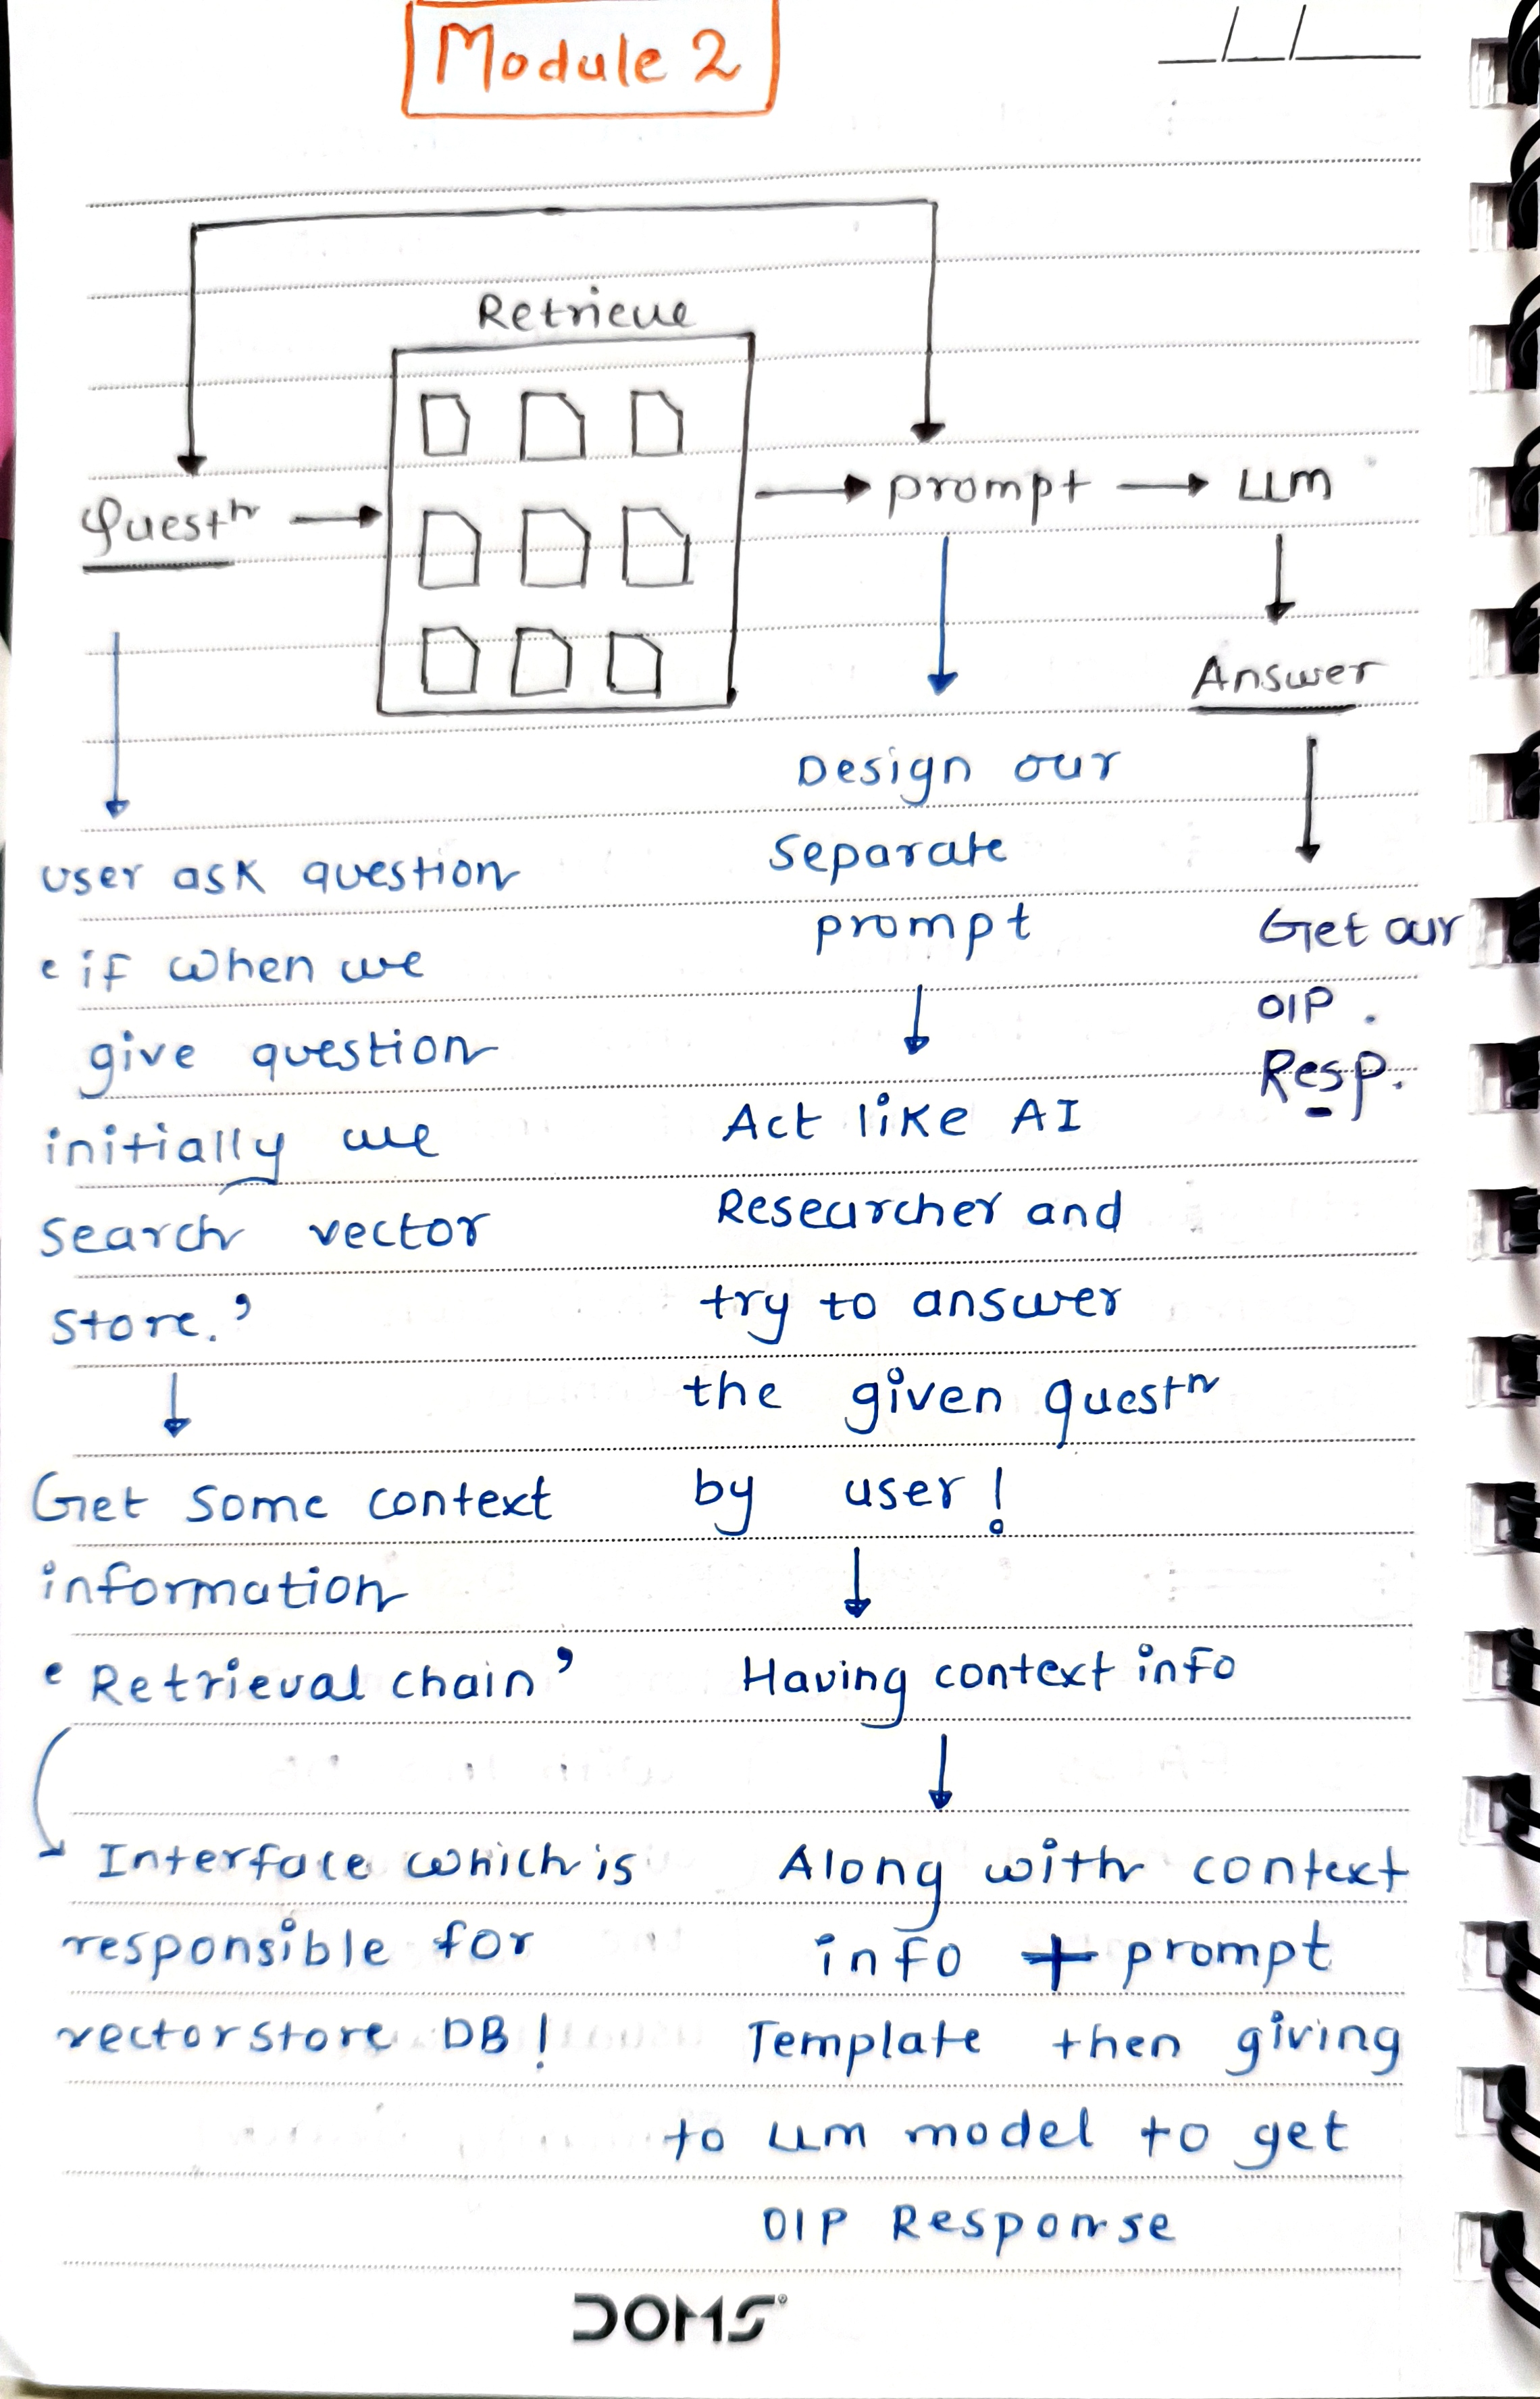 Module 2
Retrieve
Questn
prompt
LLM
Answer
user ask question
‘ if when we
give question
initially we
search vector
store.’
Get some context
information
‘ Retrieval chain’
Interface which is
responsible for
vectorstore DB!
Design our
separate
prompt
Act like AI
Researcher and
try to answer
the given questn
by user!
Having context info
Along with context
info + prompt
Template then giving
to LLM model to get
O/P Response
Get our
O/P .
Resp.
DOMS